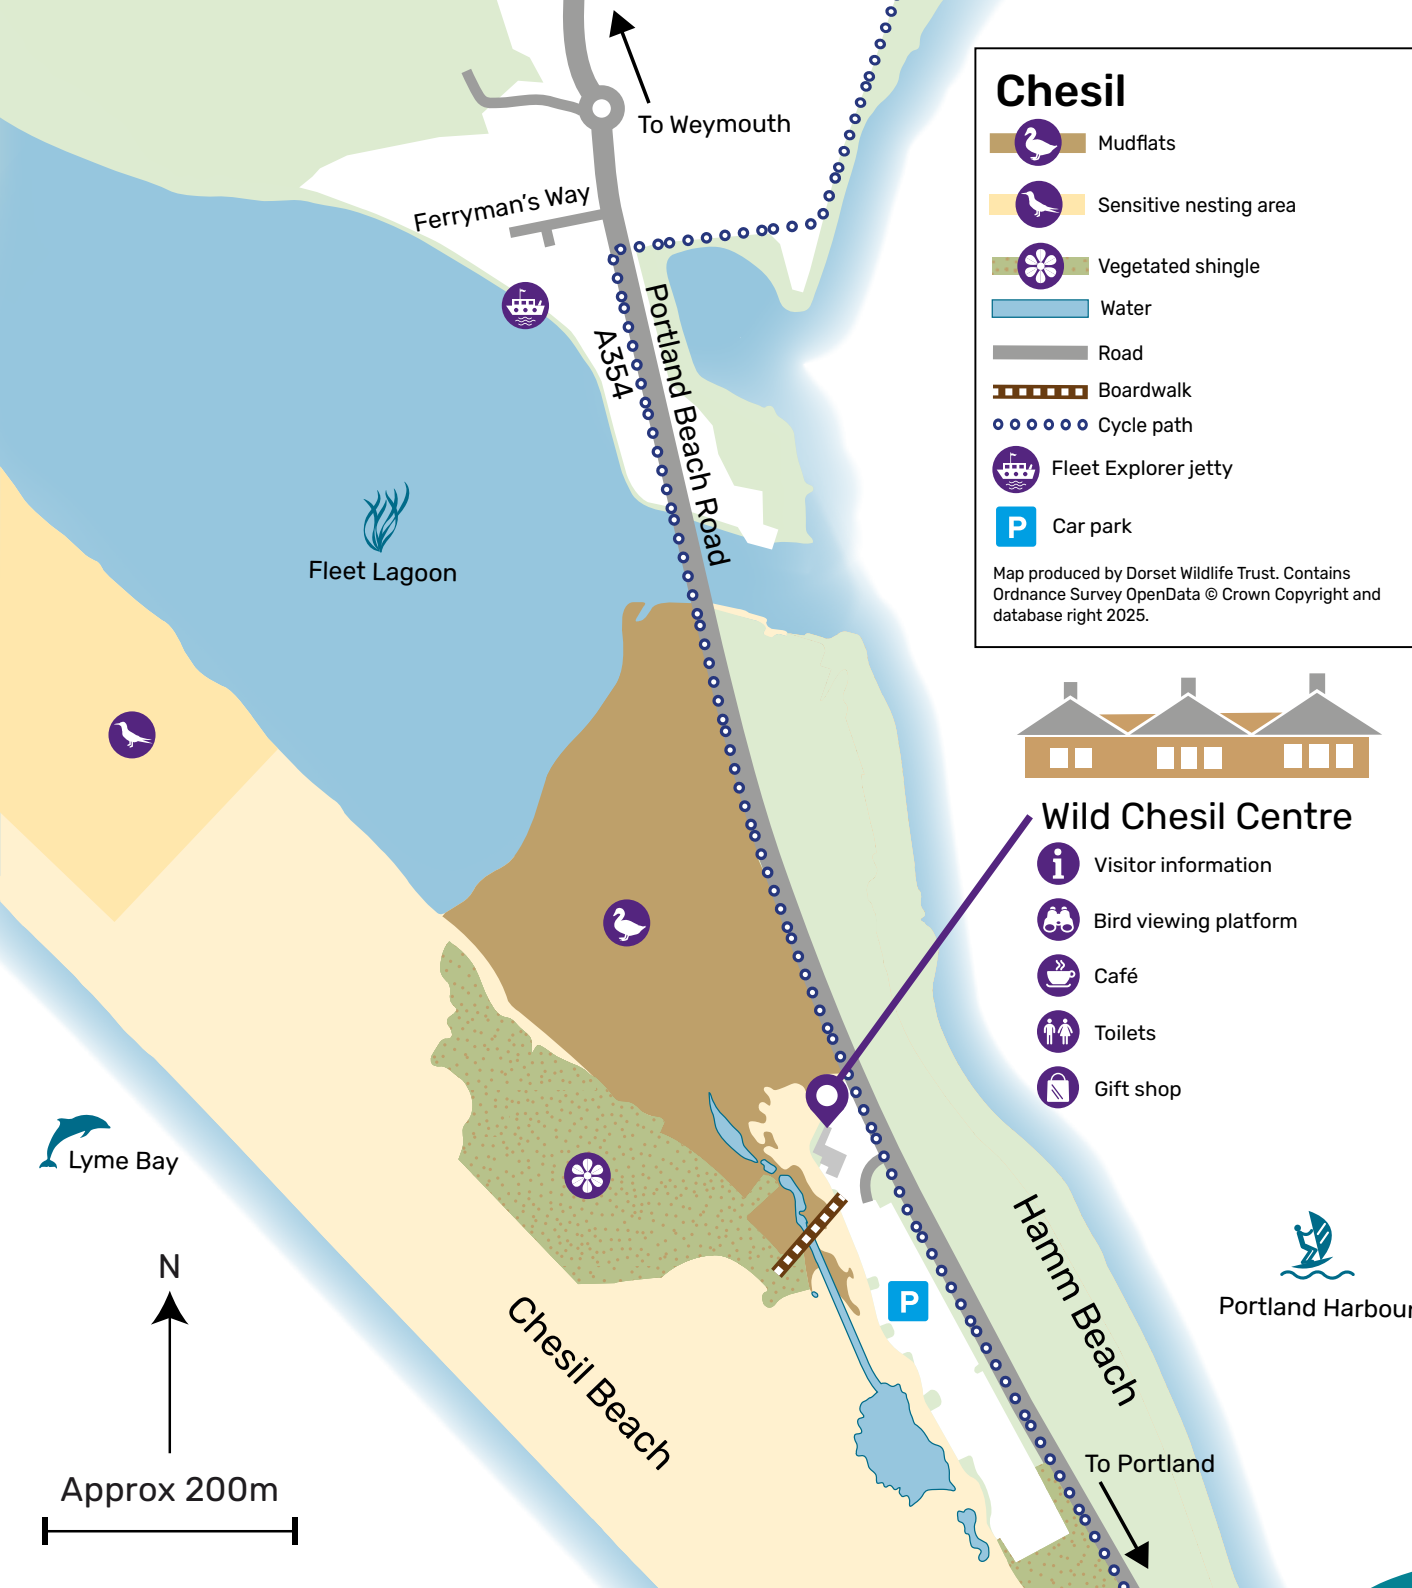 To Weymouth
Ferryman's Way
A354
Portland Beach Road
Fleet Lagoon
Lyme Bay
N
Approx 200m
Chesil Beach
Hamm Beach
To Portland
Portland Harbour
P
Chesil
Mudflats
Sensitive nesting area
Vegetated shingle
Water
Road
Boardwalk
Cycle path
Fleet Explorer jetty
P Car park
Map produced by Dorset Wildlife Trust. Contains
Ordnance Survey OpenData © Crown Copyright and
database right 2025.
Wild Chesil Centre
i Visitor information
Bird viewing platform
Café
Toilets
Gift shop